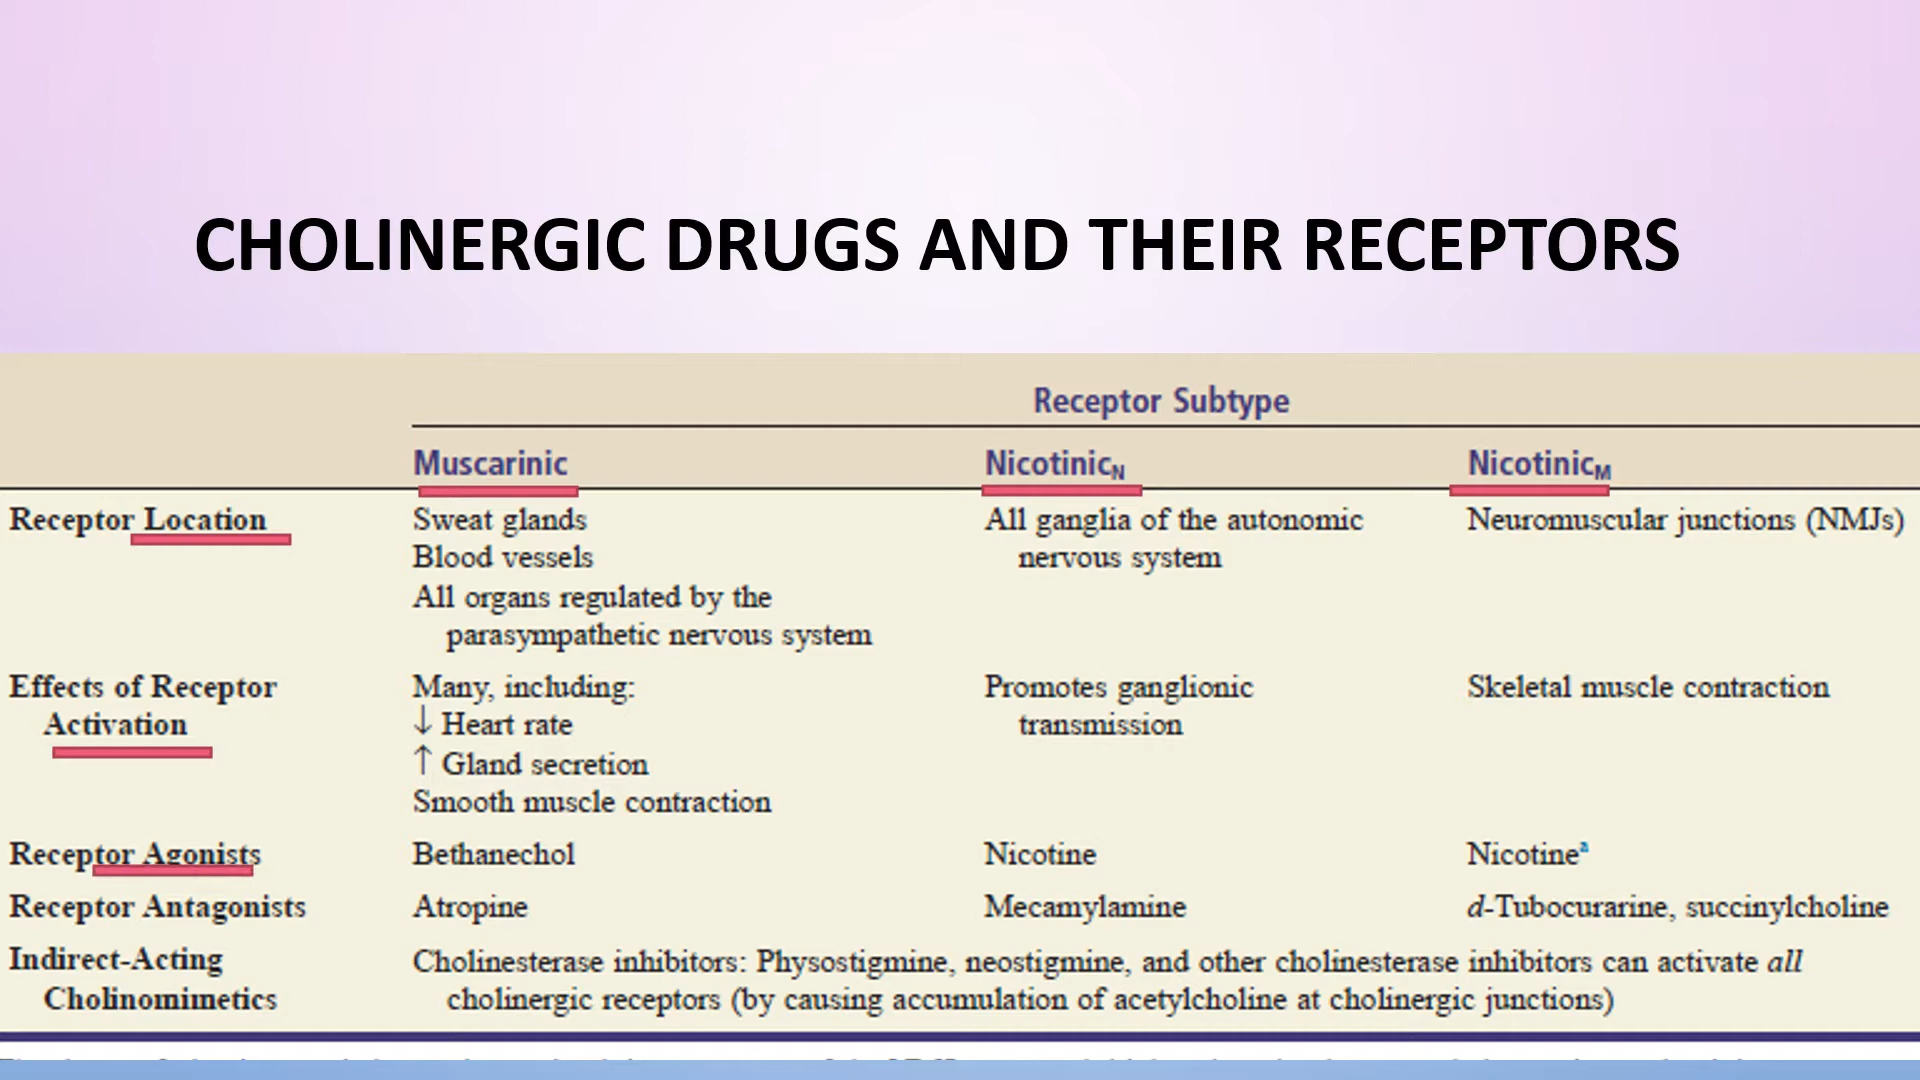 CHOLINERGIC DRUGS AND THEIR RECEPTORS
Receptor Subtype
Muscarinic NicotinicN NicotinicM
Receptor Location Sweat glands All ganglia of the autonomic Neuromuscular junctions (NMJs)
Blood vessels nervous system
All organs regulated by the
parasympathetic nervous system
Effects of Receptor Many, including: Promotes ganglionic Skeletal muscle contraction
Activation ↓ Heart rate transmission
↑ Gland secretion
Smooth muscle contraction
Receptor Agonists Bethanechol Nicotine Nicotineª
Receptor Antagonists Atropine Mecamylamine d-Tubocurarine, succinylcholine
Indirect-Acting Cholinesterase inhibitors: Physostigmine, neostigmine, and other cholinesterase inhibitors can activate all
Cholinomimetics cholinergic receptors (by causing accumulation of acetylcholine at cholinergic junctions)